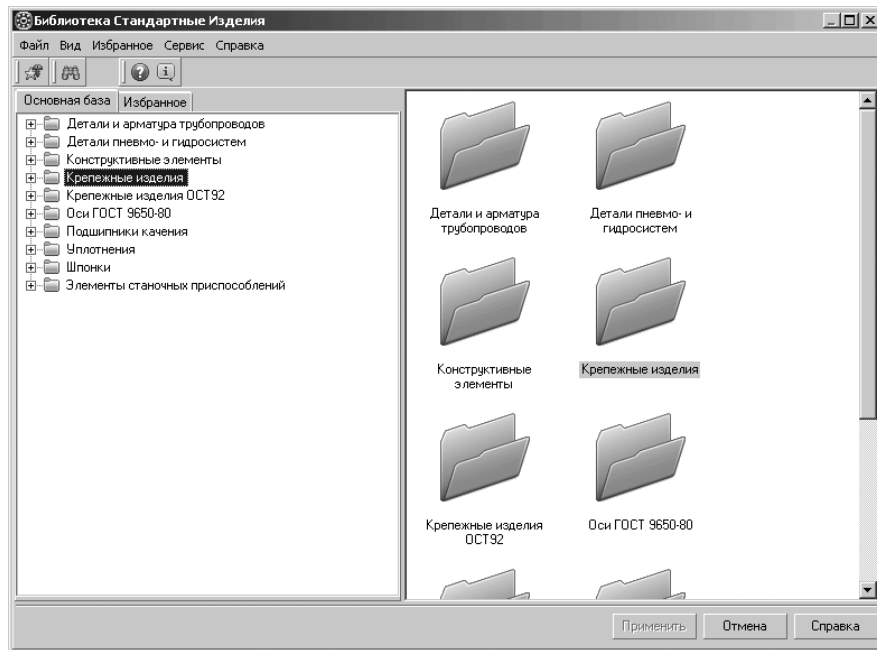 Библиотека Стандартные Изделия
Файл Вид Избранное Сервис Справка
Основная база Избранное
Детали и арматура трубопроводов
Детали пневмо- и гидросистем
Конструктивные элементы
Крепежные изделия
Крепежные изделия ОСТ92
Оси ГОСТ 9650-80
Подшипники качения
Уплотнения
Шпонки
Элементы станочных приспособлений
Детали и арматура
трубопроводов
Детали пневмо- и
гидросистем
Конструктивные
элементы
Крепежные изделия
Крепежные изделия
ОСТ92
Оси ГОСТ 9650-80
Применить Отмена Справка